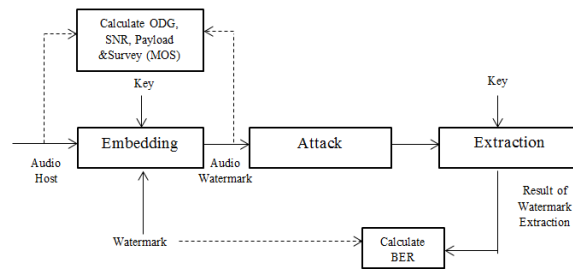 Calculate ODG,
SNR, Payload
&Survey (MOS)
Key
Key
Embedding
Attack
Extraction
Audio
Host
Audio
Watermark
Result of
Watermark
Extraction
Watermark
Calculate
BER